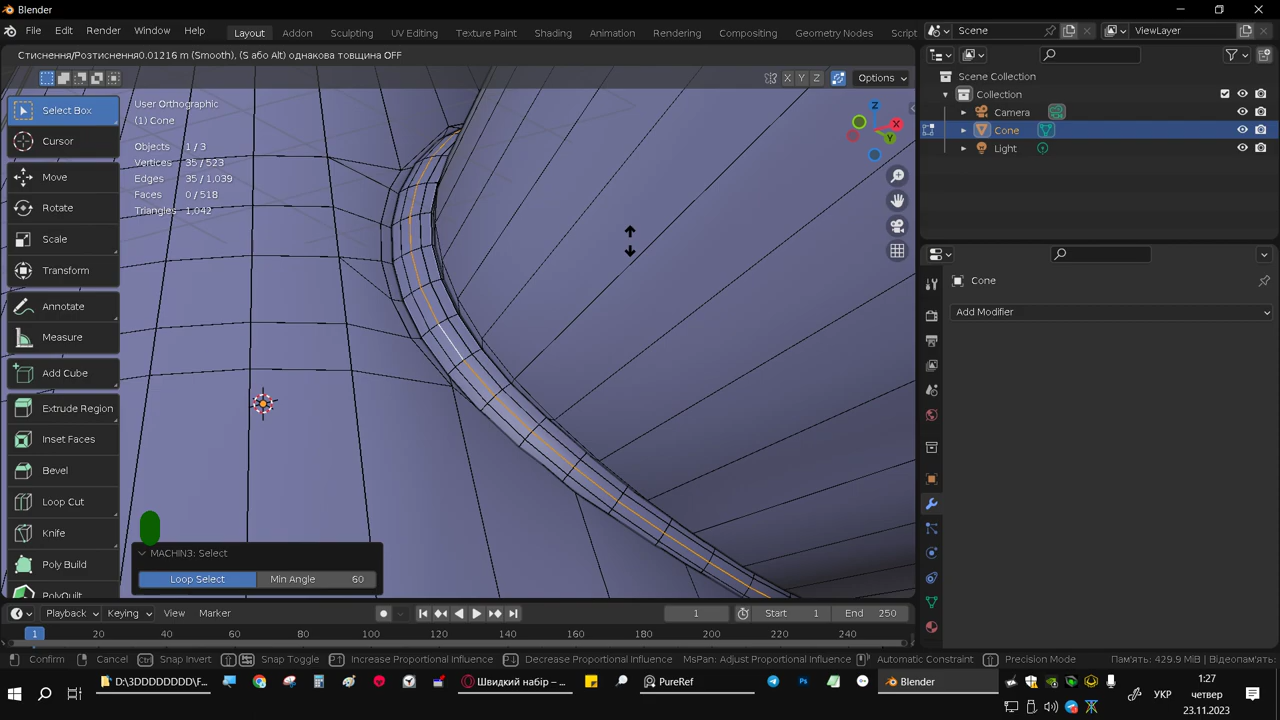 Blender
File Edit Render Window Help
Layout Addon Sculpting UV Editing Texture Paint Shading Animation Rendering Compositing Geometry Nodes
Scene ViewLayer
Стиснення/Розтиснення0.01216 m (Smooth), (S або Alt) однакова товщина OFF
X Y Z Options
Select Box
Cursor
Move
Rotate
Scale
Transform
Annotate
Measure
Add Cube
Extrude Region
Inset Faces
Bevel
Loop Cut
Knife
Poly Build
PolyQuilt
User Orthographic
(1) Cone
Objects 1 / 3
Vertices 35 / 523
Edges 35 / 1,039
Faces 0 / 518
Triangles 1,042
Z X Y
MACHIN3: Select
Loop Select Min Angle 60
Scene Collection
Collection
Camera
Cone
Light
Cone
Add Modifier
Playback Keying View Marker 1 Start 1 End 250
1 20 40 60 80 100 120 140 160 180 200 220 240
Confirm Cancel Ctrl Snap Invert Snap Toggle Increase Proportional Influence Decrease Proportional Influence MsPan: Adjust Proportional Influence Automatic Constraint Precision Mode Пам'ять: 429.9 MiB | Відеопам'ять:
D:\3DDDDDDDD\F... Швидкий набір – ... PureRef Blender
УКР
1:27
четвер
23.11.2023